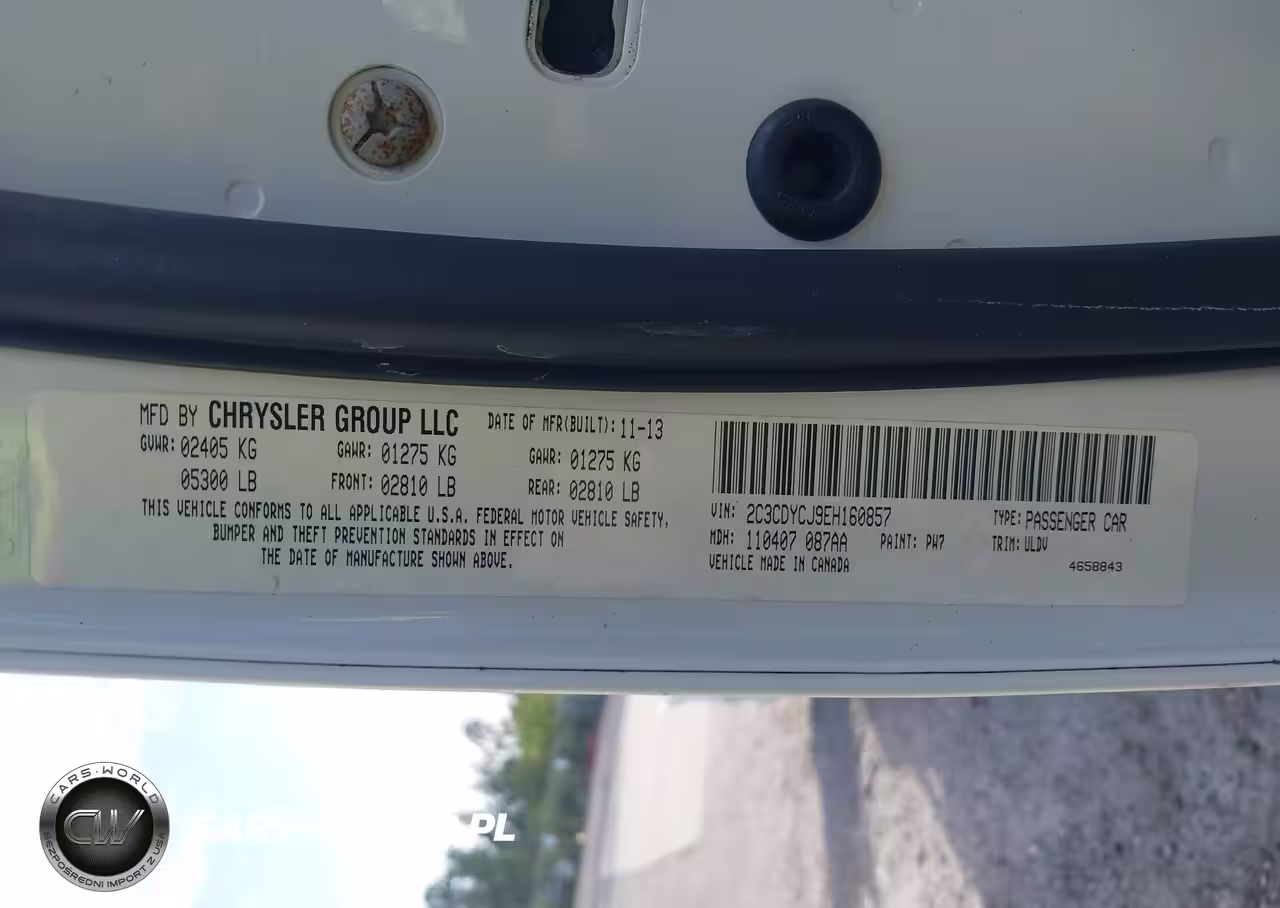 MFD BY CHRYSLER GROUP LLC DATE OF MFR(BUILT): 11-13
GVWR: 02405 KG GAWR: 01275 KG GAWR: 01275 KG
05300 LB FRONT: 02810 LB REAR: 02810 LB
THIS VEHICLE CONFORMS TO ALL APPLICABLE U.S.A. FEDERAL MOTOR VEHICLE SAFETY,
BUMPER AND THEFT PREVENTION STANDARDS IN EFFECT ON
THE DATE OF MANUFACTURE SHOWN ABOVE.
VIN: 2C3CDYCJ9EH160857 TYPE: PASSENGER CAR
MDH: 110407 087AA PAINT: PW7 TRIM: ULDV
VEHICLE MADE IN CANADA 4658843
CARS-WORLD
CW
BEZPOŚREDNI IMPORT Z USA
.PL